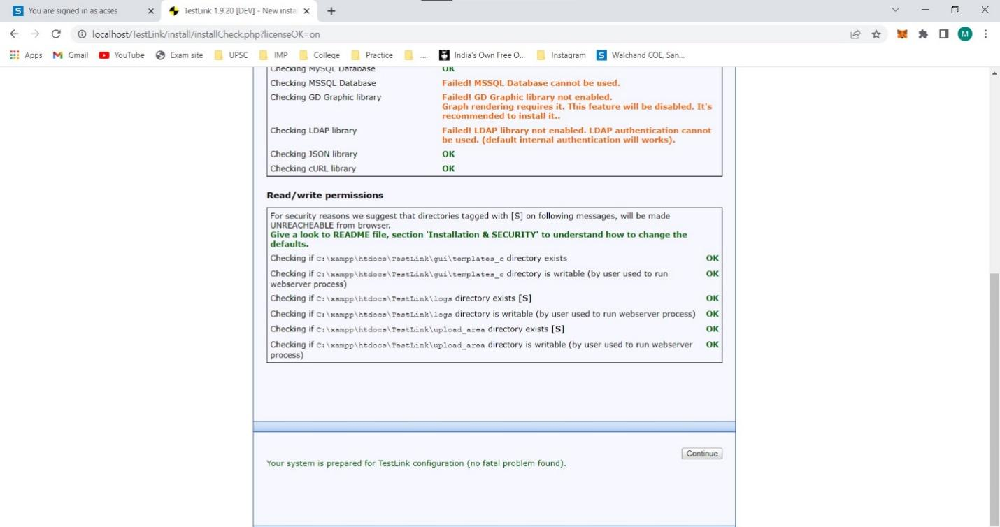 You are signed in as acses
TestLink 1.9.20 [DEV] - New insta
localhost/TestLink/install/installCheck.php?licenseOK=on
M
Apps
Gmail
YouTube
Exam site
UPSC
IMP
College
Practice
.....
India's Own Free O...
Instagram
Walchand COE, San...
Checking MySQL Database OK
Checking MSSQL Database Failed! MSSQL Database cannot be used.
Checking GD Graphic library Failed! GD Graphic library not enabled.
Graph rendering requires it. This feature will be disabled. It's
recommended to install it..
Checking LDAP library Failed! LDAP library not enabled. LDAP authentication cannot
be used. (default internal authentication will works).
Checking JSON library OK
Checking cURL library OK
Read/write permissions
For security reasons we suggest that directories tagged with [S] on following messages, will be made
UNREACHEABLE from browser.
Give a look to README file, section 'Installation & SECURITY' to understand how to change the
defaults.
Checking if C:\xampp\htdocs\TestLink\gui\templates_c directory exists OK
Checking if C:\xampp\htdocs\TestLink\gui\templates_c directory is writable (by user used to run OK
webserver process)
Checking if C:\xampp\htdocs\TestLink\logs directory exists [S] OK
Checking if C:\xampp\htdocs\TestLink\logs directory is writable (by user used to run webserver process) OK
Checking if C:\xampp\htdocs\TestLink\upload_area directory exists [S] OK
Checking if C:\xampp\htdocs\TestLink\upload_area directory is writable (by user used to run webserver OK
process)
Continue
Your system is prepared for TestLink configuration (no fatal problem found).